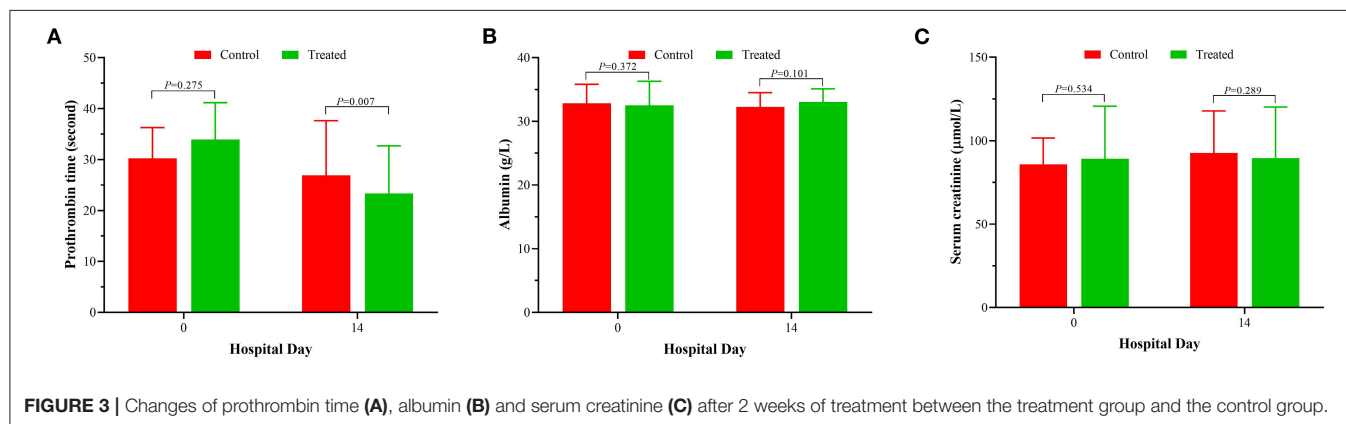 A
Control Treated
Prothrombin time (second)
50
40
30
20
10
0
P=0.275
P=0.007
0 14
Hospital Day
B
Control Treated
Albumin (g/L)
40
30
20
10
0
P=0.372
P=0.101
0 14
Hospital Day
C
Control Treated
Serum creatinine (μmol/L)
150
100
50
0
P=0.534
P=0.289
0 14
Hospital Day
FIGURE 3 | Changes of prothrombin time (A), albumin (B) and serum creatinine (C) after 2 weeks of treatment between the treatment group and the control group.